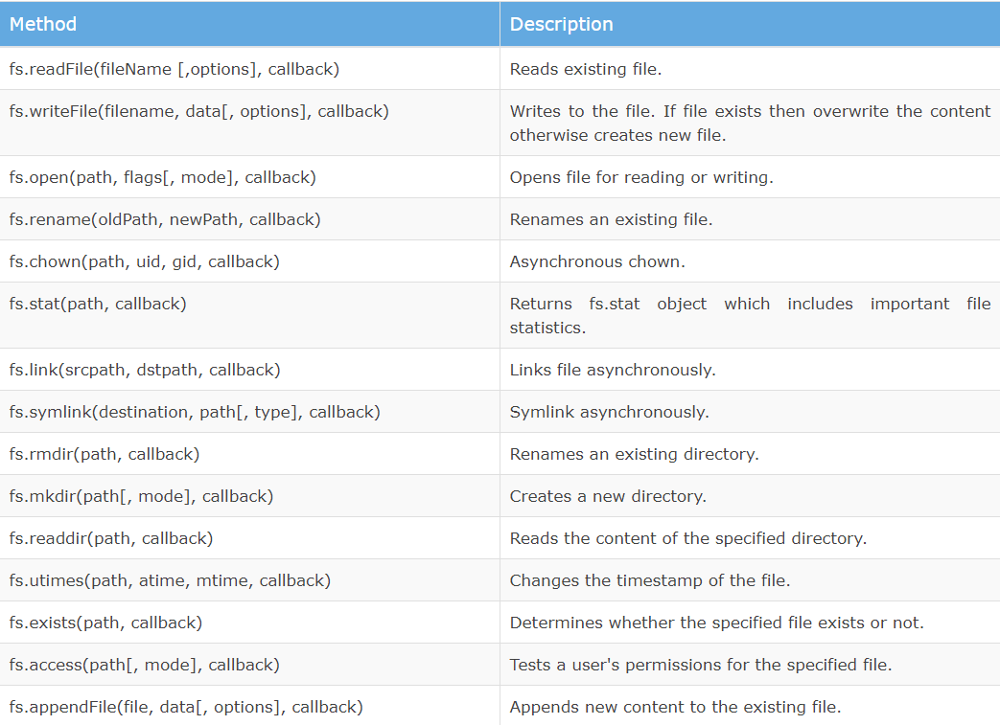 Method Description
fs.readFile(fileName [,options], callback) Reads existing file.
fs.writeFile(filename, data[, options], callback) Writes to the file. If file exists then overwrite the content
otherwise creates new file.
fs.open(path, flags[, mode], callback) Opens file for reading or writing.
fs.rename(oldPath, newPath, callback) Renames an existing file.
fs.chown(path, uid, gid, callback) Asynchronous chown.
fs.stat(path, callback) Returns fs.stat object which includes important file
statistics.
fs.link(srcpath, dstpath, callback) Links file asynchronously.
fs.symlink(destination, path[, type], callback) Symlink asynchronously.
fs.rmdir(path, callback) Renames an existing directory.
fs.mkdir(path[, mode], callback) Creates a new directory.
fs.readdir(path, callback) Reads the content of the specified directory.
fs.utimes(path, atime, mtime, callback) Changes the timestamp of the file.
fs.exists(path, callback) Determines whether the specified file exists or not.
fs.access(path[, mode], callback) Tests a user's permissions for the specified file.
fs.appendFile(file, data[, options], callback) Appends new content to the existing file.